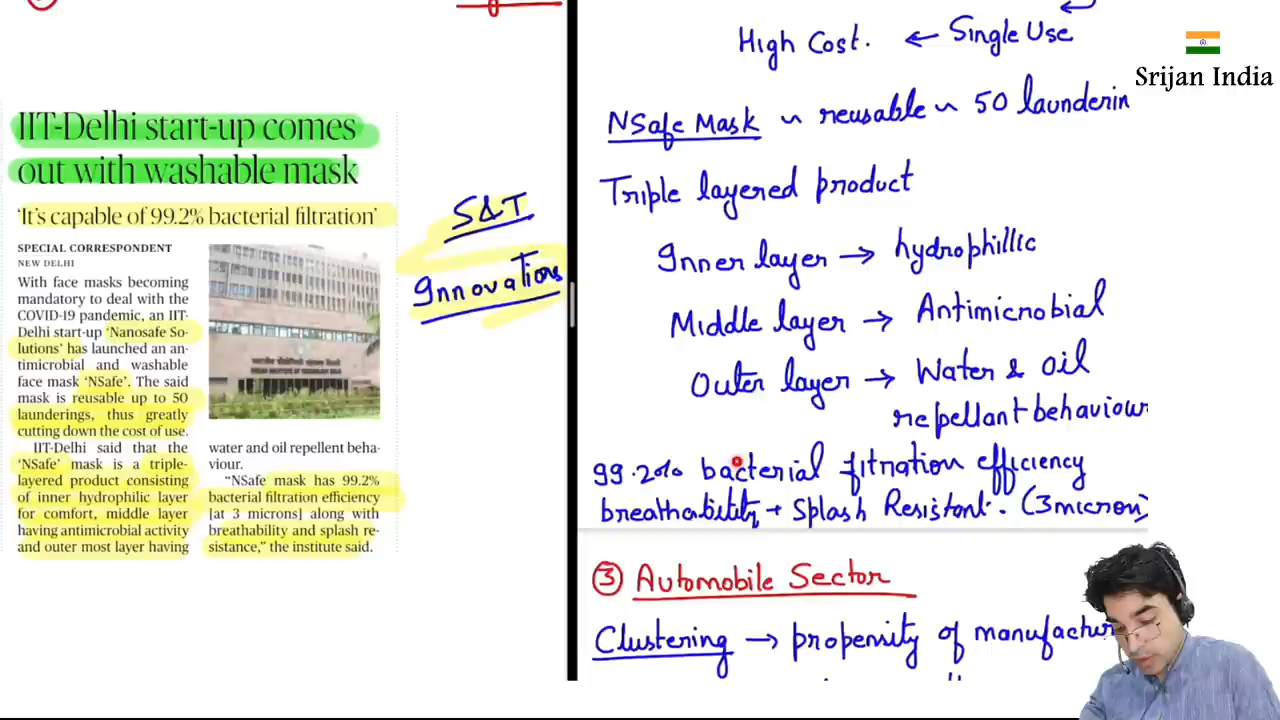 IIT-Delhi start-up comes
out with washable mask
'It's capable of 99.2% bacterial filtration'
SPECIAL CORRESPONDENT
NEW DELHI
With face masks becoming
mandatory to deal with the
COVID-19 pandemic, an IIT-
Delhi start-up 'Nanosafe So-
lutions' has launched an an-
timicrobial and washable
face mask 'NSafe'. The said
mask is reusable up to 50
launderings, thus greatly
cutting down the cost of use.
IIT-Delhi said that the
'NSafe' mask is a triple-
layered product consisting
of inner hydrophilic layer
for comfort, middle layer
having antimicrobial activity
and outer most layer having
water and oil repellent beha-
viour.
"NSafe mask has 99.2%
bacterial filtration efficiency
[at 3 microns] along with
breathability and splash re-
sistance," the institute said.
S&T
Innovations
High Cost. ← Single Use
NSafe Mask ~ reusable ~ 50 launderin
Triple layered product
Inner layer → hydrophillic
Middle layer → Antimicrobial
Outer layer → Water & oil
repellant behaviour
99.2% bacterial fitration efficiency
breathability + Splash Resistant. (3 micron)
③ Automobile Sector
Clustering → propensity of manufactur
Srijan India